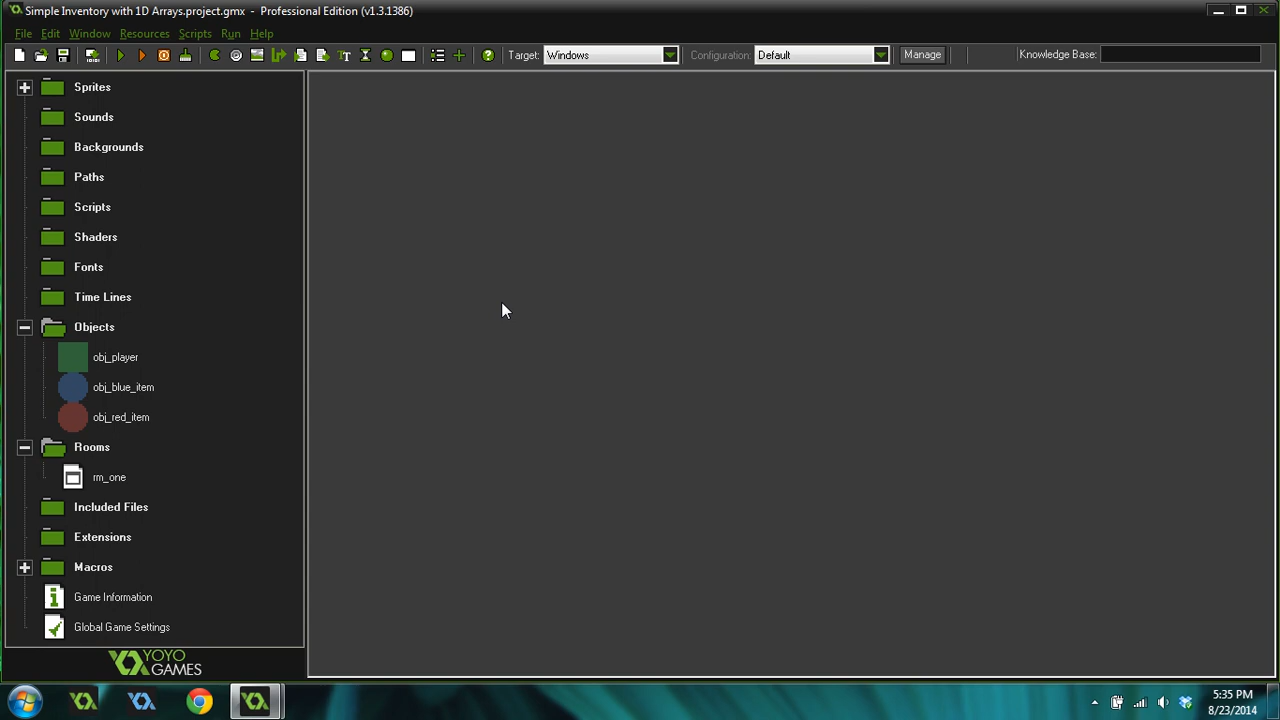 Simple Inventory with 1D Arrays.project.gmx - Professional Edition (v1.3.1386)
File Edit Window Resources Scripts Run Help
Target: Windows Configuration: Default Manage Knowledge Base:
Sprites
Sounds
Backgrounds
Paths
Scripts
Shaders
Fonts
Time Lines
Objects
obj_player
obj_blue_item
obj_red_item
Rooms
rm_one
Included Files
Extensions
Macros
Game Information
Global Game Settings
YOYO
GAMES
5:35 PM
8/23/2014